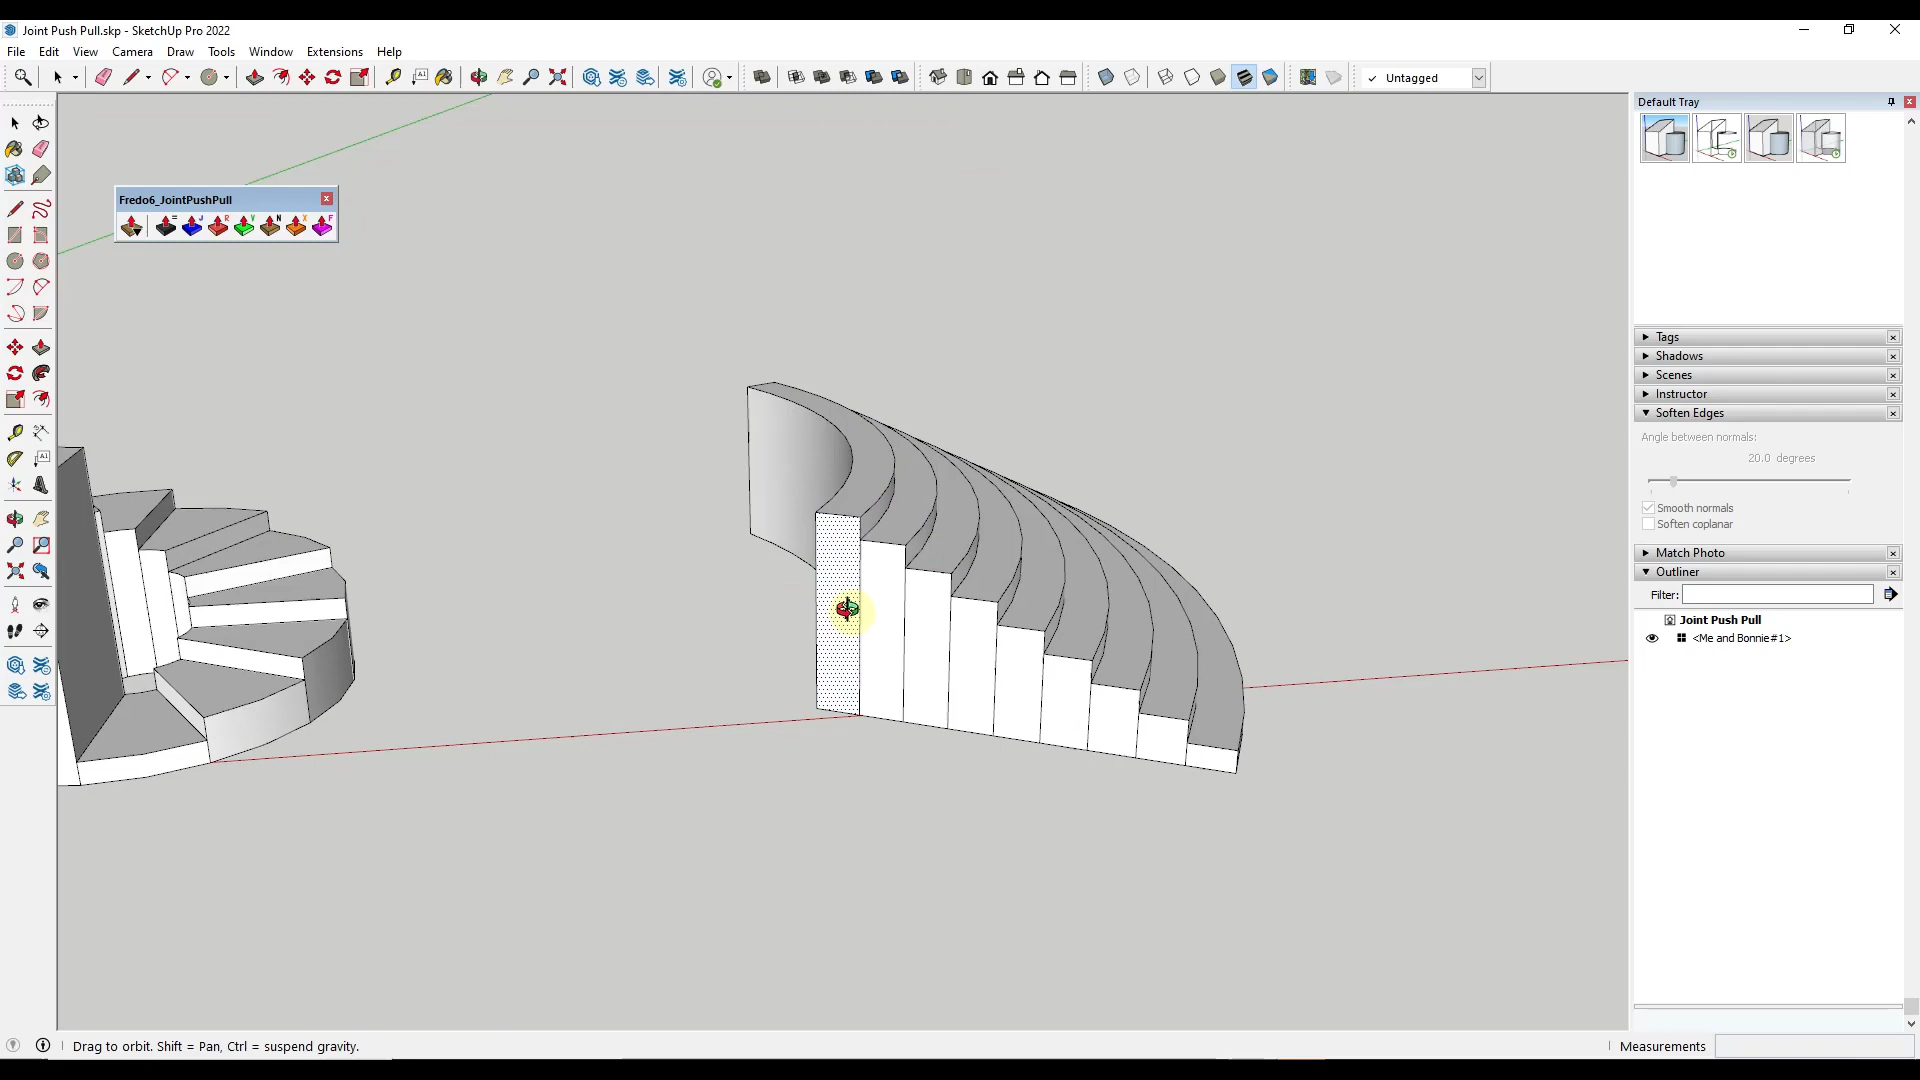 Joint Push Pull.skp - SketchUp Pro 2022
File Edit View Camera Draw Tools Window Extensions Help
Untagged
Default Tray
Fredo6_JointPushPull
= J R V N X F
Tags
Shadows
Scenes
Instructor
Soften Edges
Angle between normals:
20.0 degrees
Smooth normals
Soften coplanar
Match Photo
Outliner
Filter:
Joint Push Pull
<Me and Bonnie#1>
Drag to orbit. Shift = Pan, Ctrl = suspend gravity.
Measurements